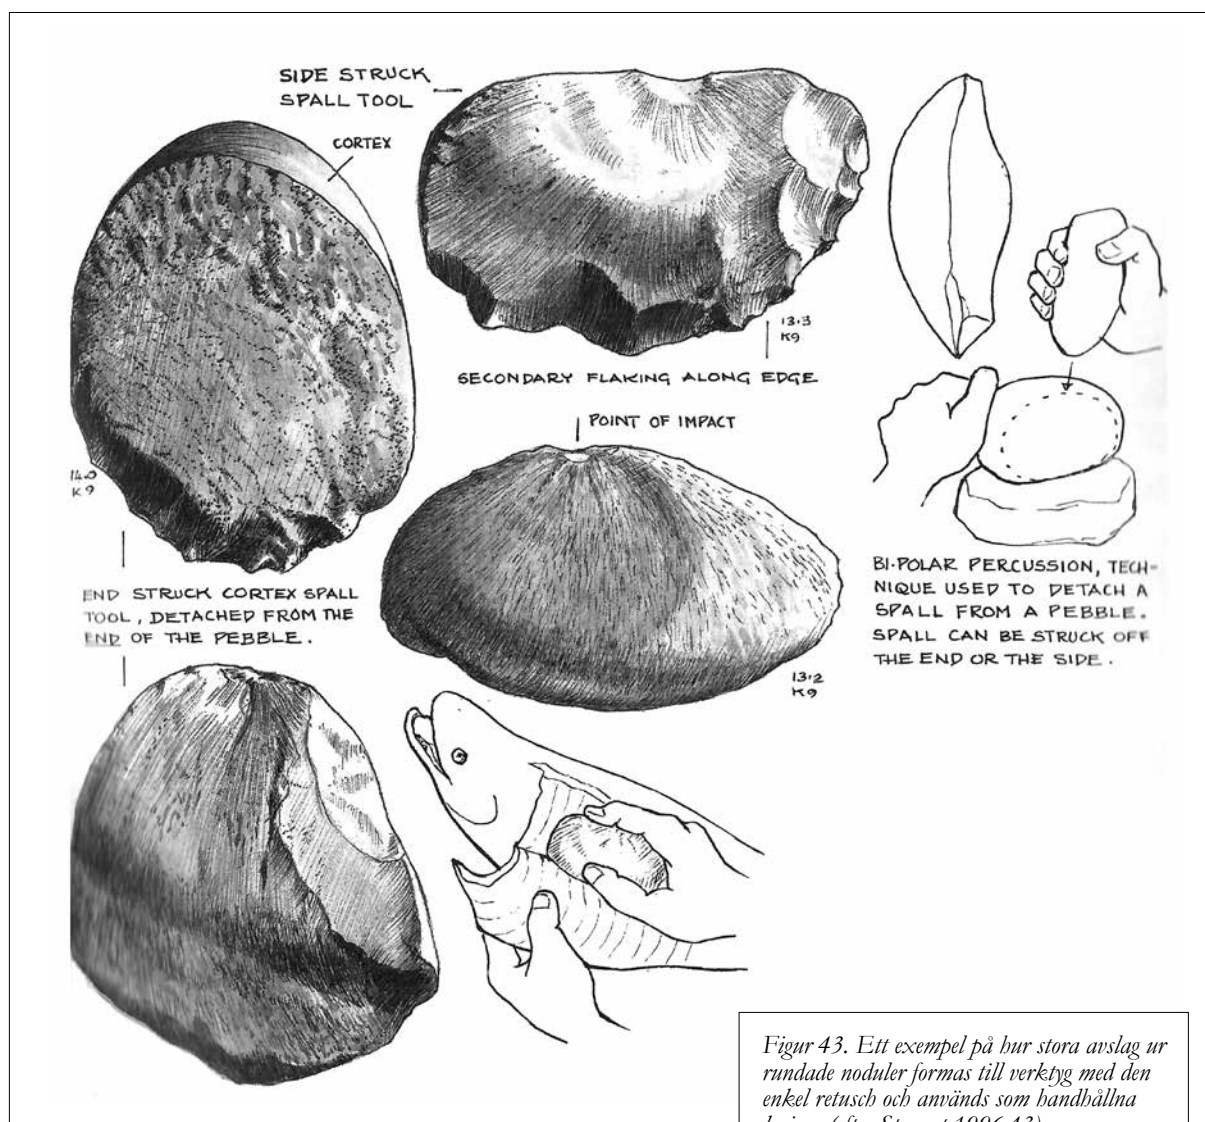 SIDE STRUCK
SPALL TOOL
CORTEX
13.3
K9
SECONDARY FLAKING ALONG EDGE
POINT OF IMPACT
14.0
K9
END STRUCK CORTEX SPALL
TOOL, DETACHED FROM THE
END OF THE PEBBLE.
13.2
K9
BI-POLAR PERCUSSION, TECH-
NIQUE USED TO DETACH A
SPALL FROM A PEBBLE.
SPALL CAN BE STRUCK OFF
THE END OR THE SIDE.
Figur 43. Ett exempel på hur stora avslag ur
rundade noduler formas till verktyg med den
enkel retusch och används som handhållna